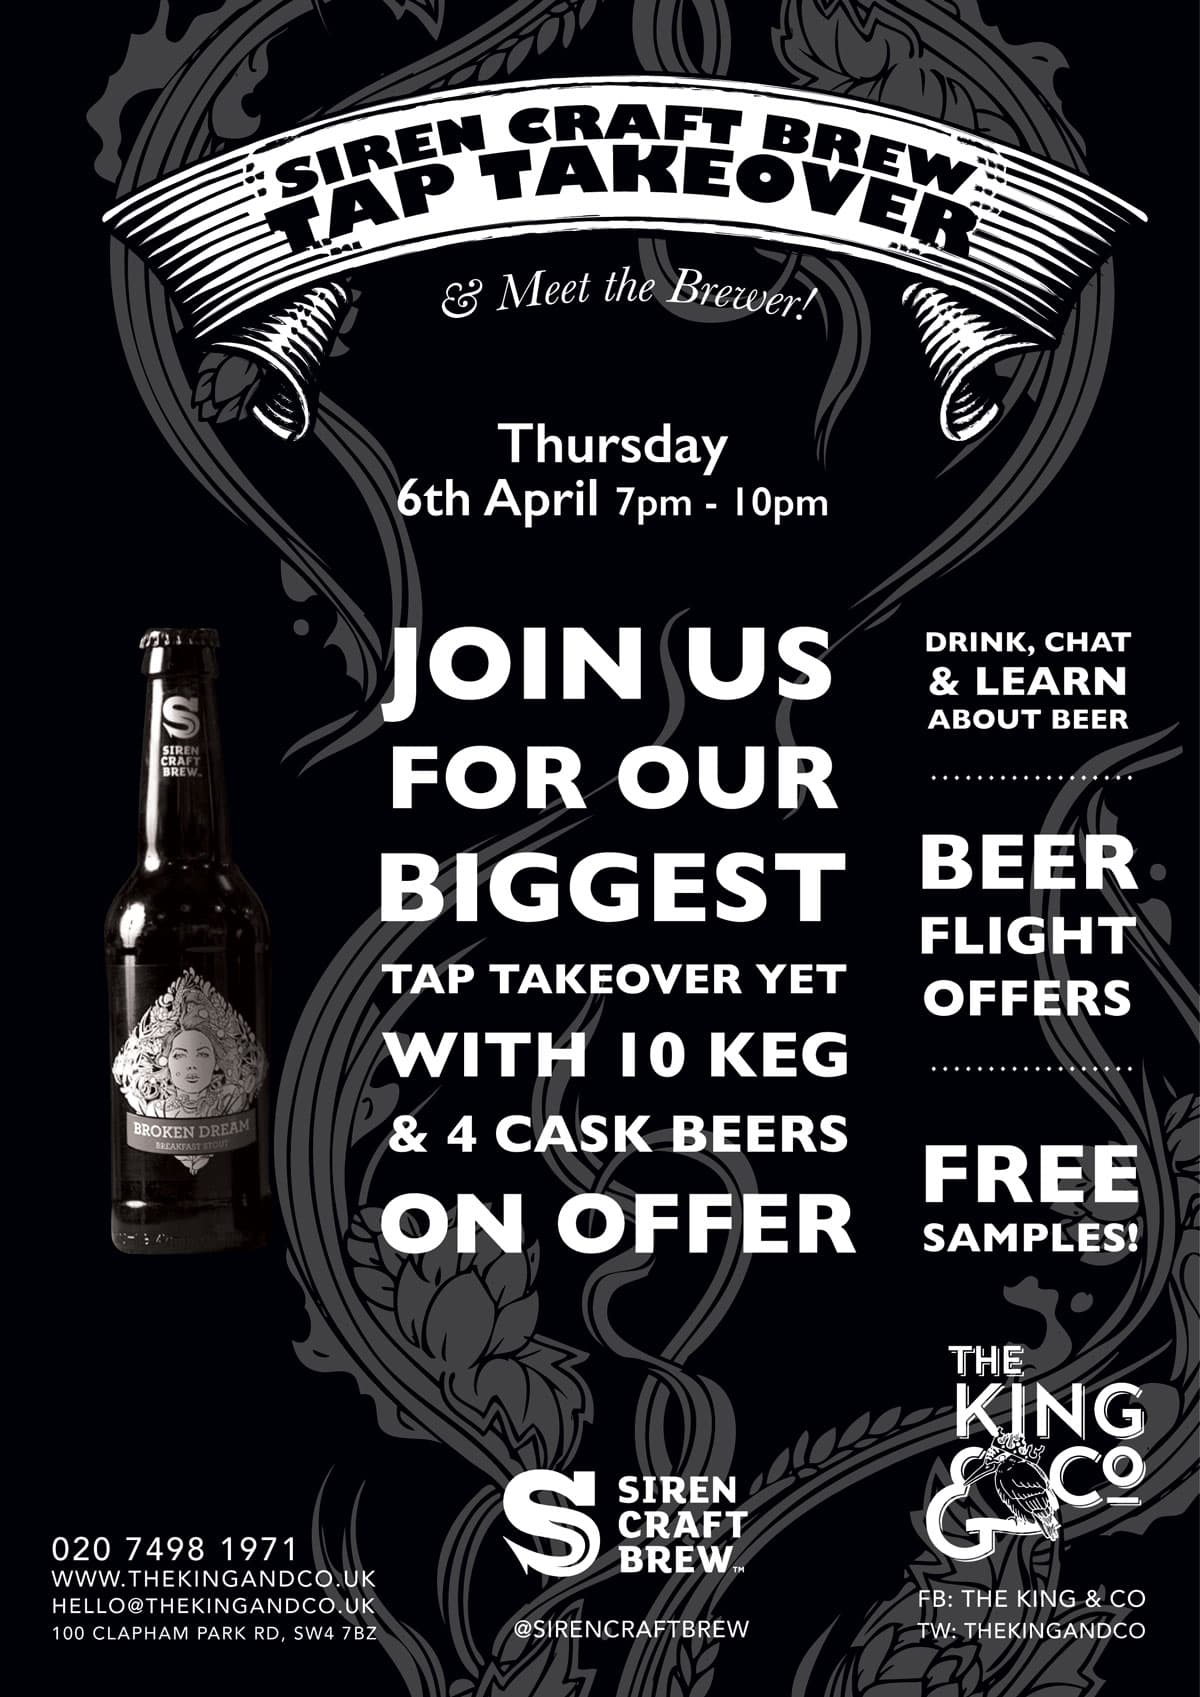 SIREN CRAFT BREW
TAP TAKEOVER
& Meet the Brewer!
Thursday
6th April 7pm - 10pm
JOIN US
FOR OUR
BIGGEST
TAP TAKEOVER YET
WITH 10 KEG
& 4 CASK BEERS
ON OFFER
DRINK, CHAT
& LEARN
ABOUT BEER
BEER
FLIGHT
OFFERS
FREE
SAMPLES!
S
SIREN
CRAFT
BREW™
BROKEN DREAM
BREAKFAST STOUT
THE
KING
& Co
020 7498 1971
WWW.THEKINGANDCO.UK
HELLO@THEKINGANDCO.UK
100 CLAPHAM PARK RD, SW4 7BZ
S
SIREN
CRAFT
BREW™
@SIRENCRAFTBREW
FB: THE KING & CO
TW: THEKINGANDCO